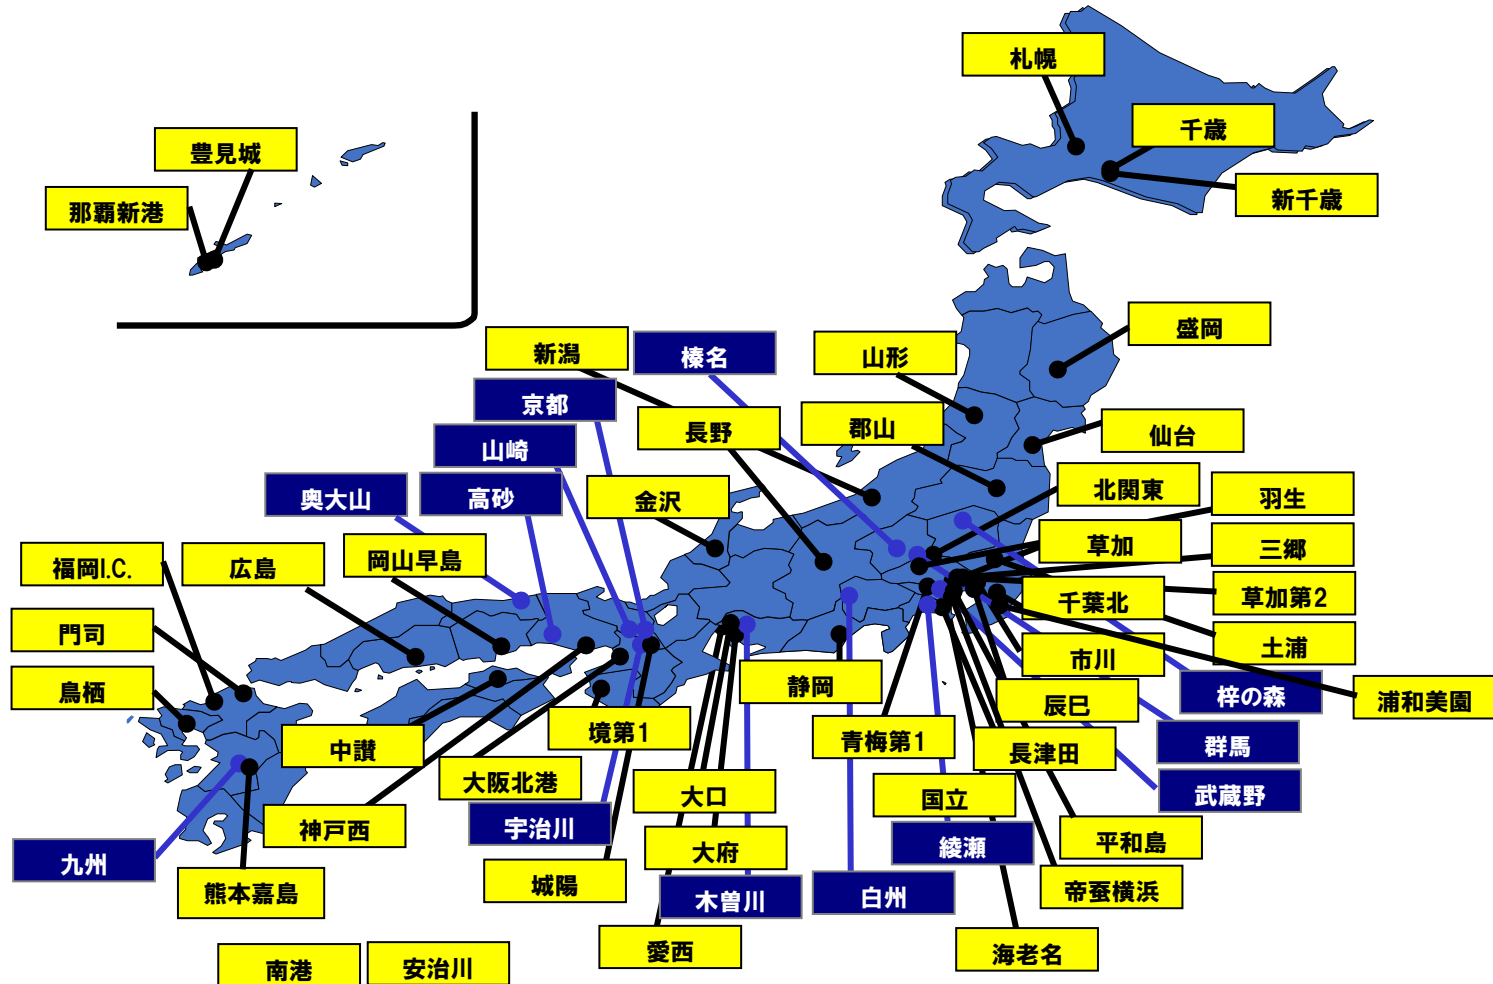 札幌
千歳
新千歳
豊見城
那覇新港
盛岡
新潟
榛名
山形
京都
長野
郡山
仙台
山崎
奥大山
高砂
金沢
北関東
羽生
草加
三郷
福岡I.C.
広島
岡山早島
千葉北
草加第2
門司
市川
土浦
鳥栖
静岡
辰巳
梓の森
浦和美園
中讃
境第1
青梅第1
長津田
群馬
大阪北港
大口
国立
武蔵野
神戸西
宇治川
大府
綾瀬
平和島
九州
熊本嘉島
城陽
木曽川
白州
帝蚕横浜
愛西
海老名
南港
安治川